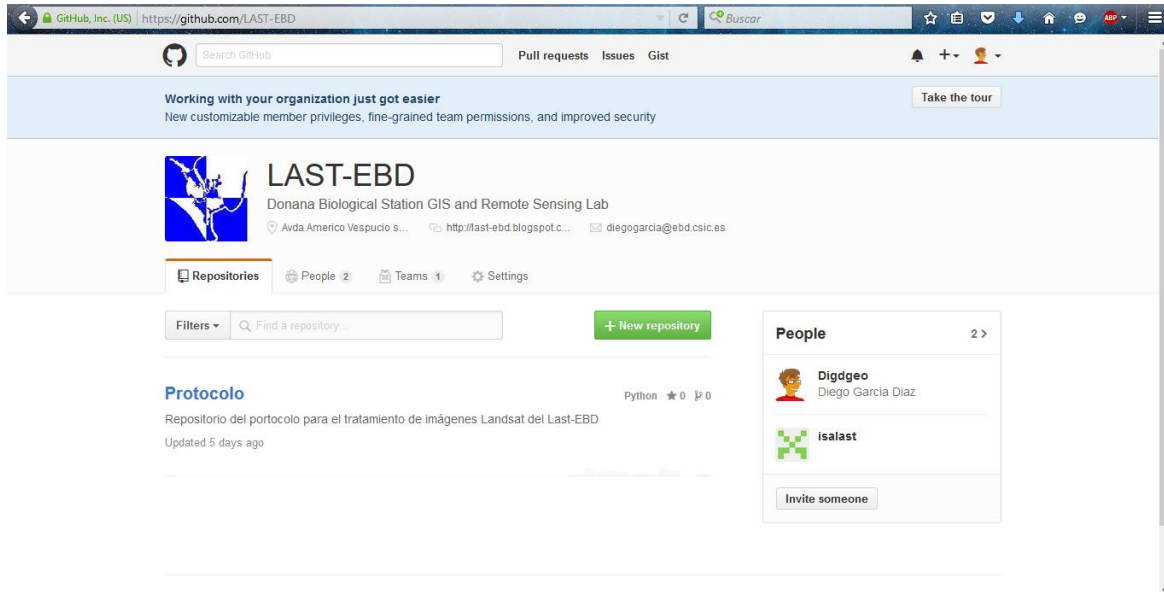 GitHub, Inc. (US) https://github.com/LAST-EBD Buscar ABP
Search GitHub Pull requests Issues Gist
Working with your organization just got easier Take the tour
New customizable member privileges, fine-grained team permissions, and improved security
LAST-EBD
Donana Biological Station GIS and Remote Sensing Lab
Avda Americo Vespucio s... http://last-ebd.blogspot.c... diegogarcia@ebd.csic.es
Repositories People 2 Teams 1 Settings
Filters Find a repository... + New repository
People 2
Protocolo Python 0 0
Repositorio del portocolo para el tratamiento de imágenes Landsat del Last-EBD
Updated 5 days ago
Digdgeo
Diego Garcia Diaz
isalast
Invite someone